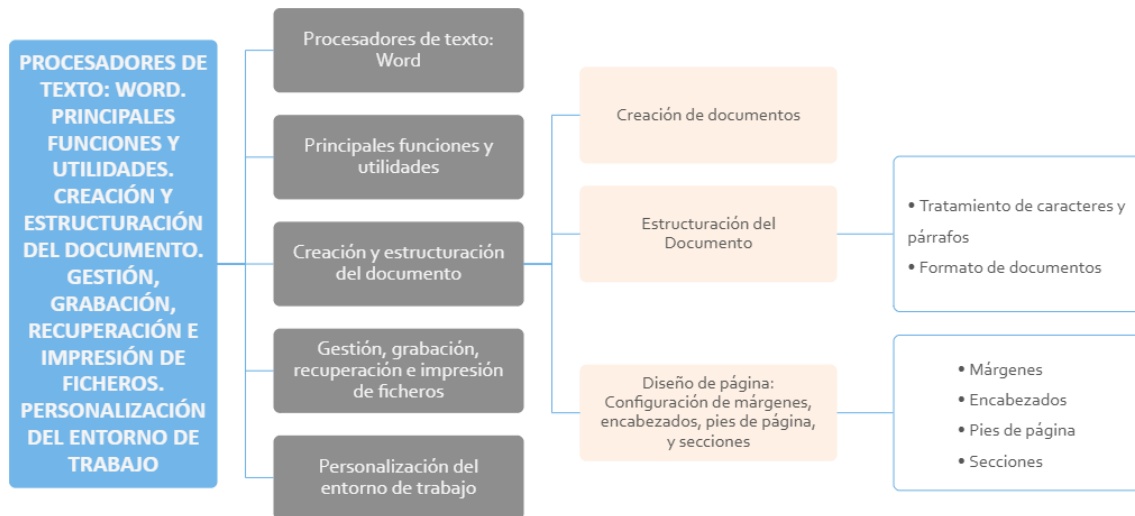 PROCESADORES DE
TEXTO: WORD.
PRINCIPALES
FUNCIONES Y
UTILIDADES.
CREACIÓN Y
ESTRUCTURACIÓN
DEL DOCUMENTO.
GESTIÓN,
GRABACIÓN,
RECUPERACIÓN E
IMPRESIÓN DE
FICHEROS.
PERSONALIZACIÓN
DEL ENTORNO DE
TRABAJO
Procesadores de texto:
Word
Principales funciones y
utilidades
Creación y estructuración
del documento
Gestión, grabación,
recuperación e impresión
de ficheros
Personalización del
entorno de trabajo
Creación de documentos
Estructuración del
Documento
Diseño de página:
Configuración de márgenes,
encabezados, pies de página,
y secciones
• Tratamiento de caracteres y
párrafos
• Formato de documentos
• Márgenes
• Encabezados
• Pies de página
• Secciones